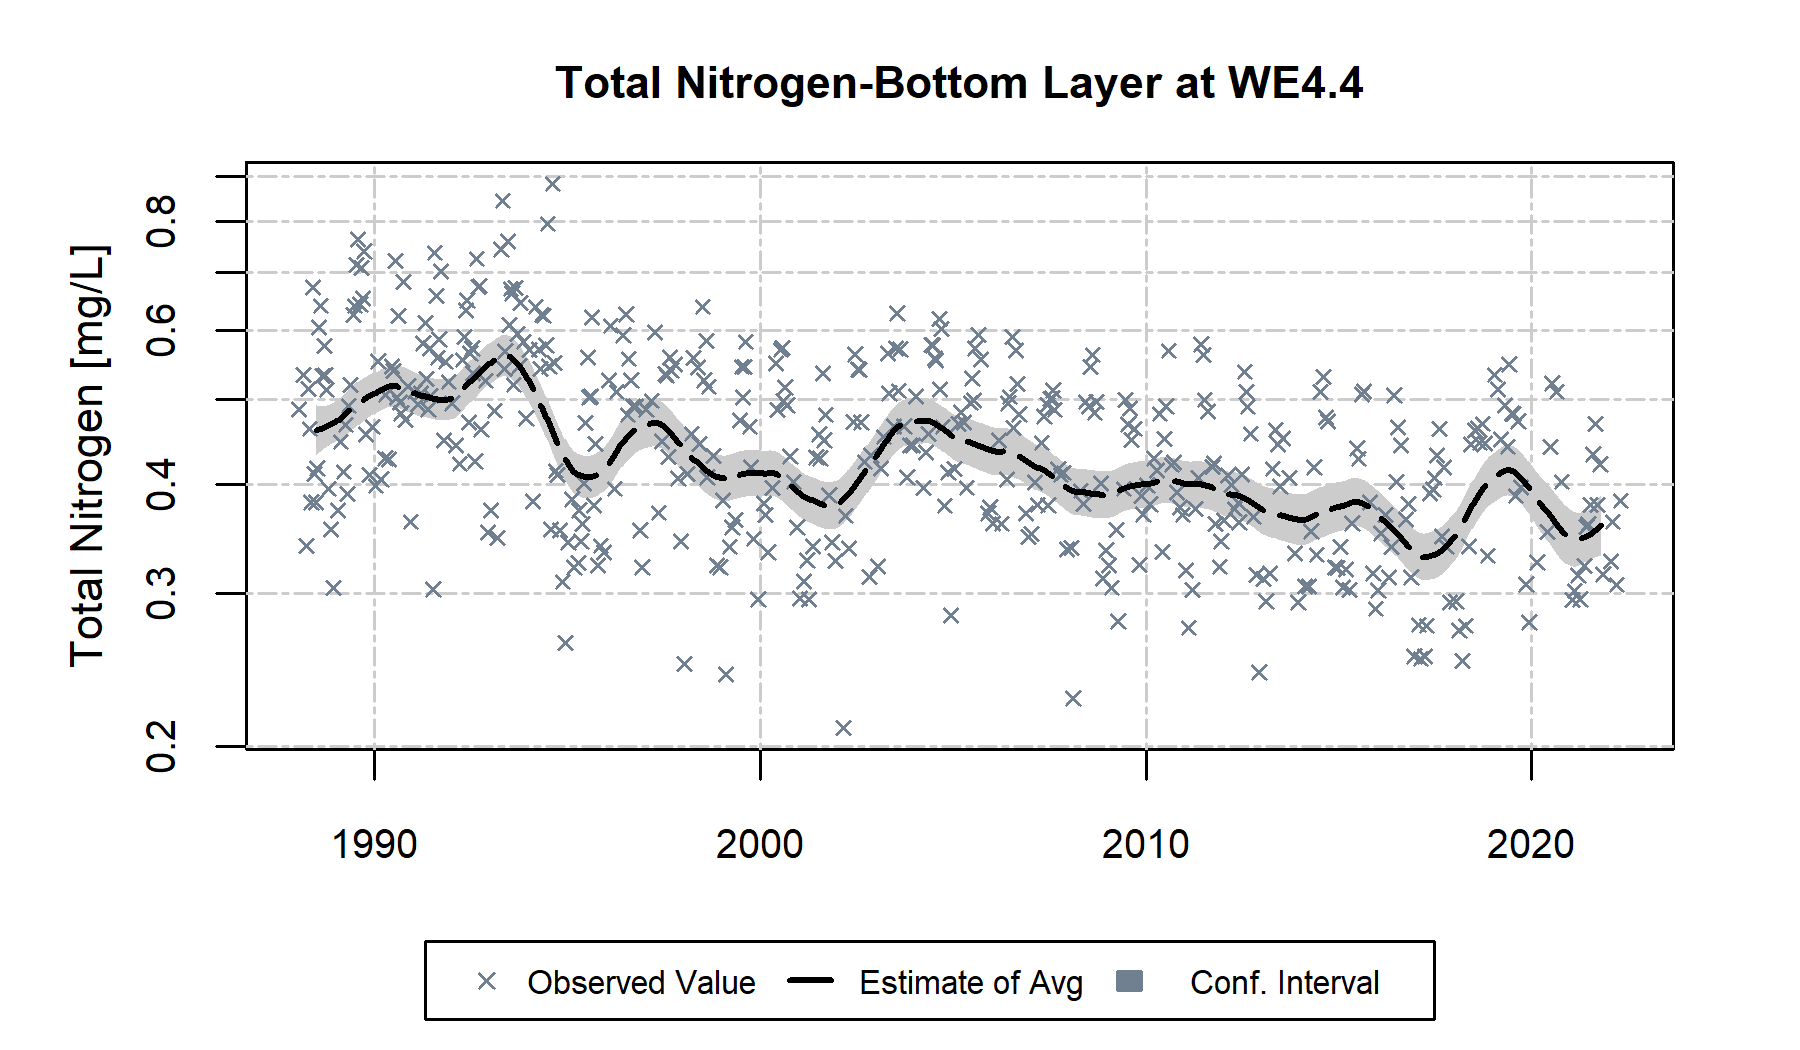 Total Nitrogen-Bottom Layer at WE4.4
Total Nitrogen [mg/L]
0.8
0.6
0.4
0.3
0.2
1990 2000 2010 2020
Observed Value Estimate of Avg Conf. Interval